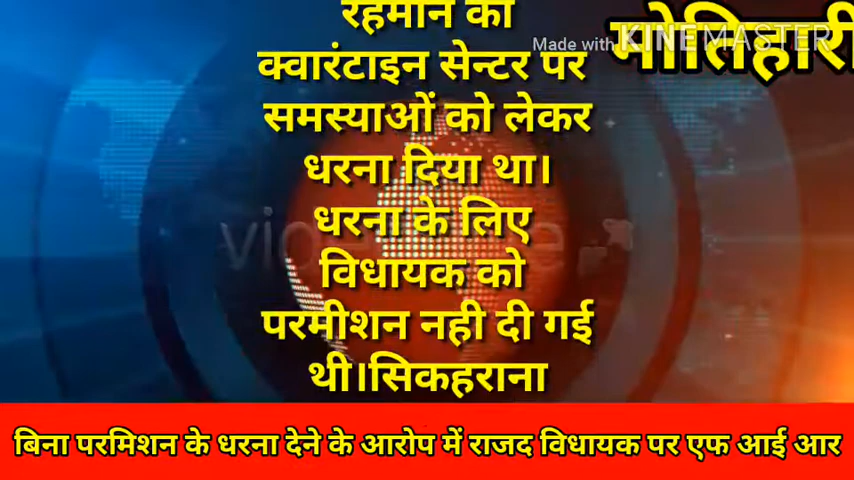 रहमान का
Made with KINEMASTER
मोतिहारी
क्वारंटाइन सेन्टर पर
समस्याओं को लेकर
धरना दिया था।
धरना के लिए
विधायक को
परमीशन नही दी गई
थी।सिकहराना
बिना परमिशन के धरना देने के आरोप में राजद विधायक पर एफ आई आर